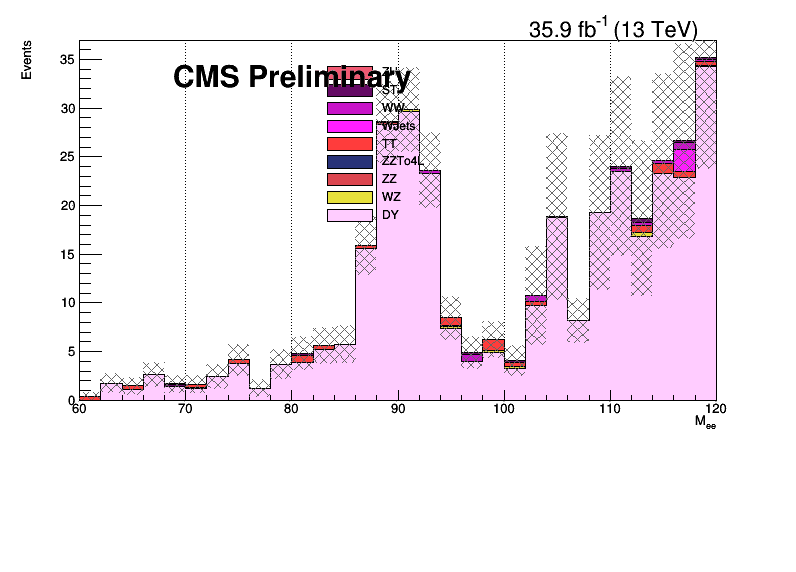 35.9 fb⁻¹ (13 TeV)
Events
CMS Preliminary
ZH
ST
WW
WJets
TT
ZZTo4L
ZZ
WZ
DY
35
30
25
20
15
10
5
0
60 70 80 90 100 110 120
Mee